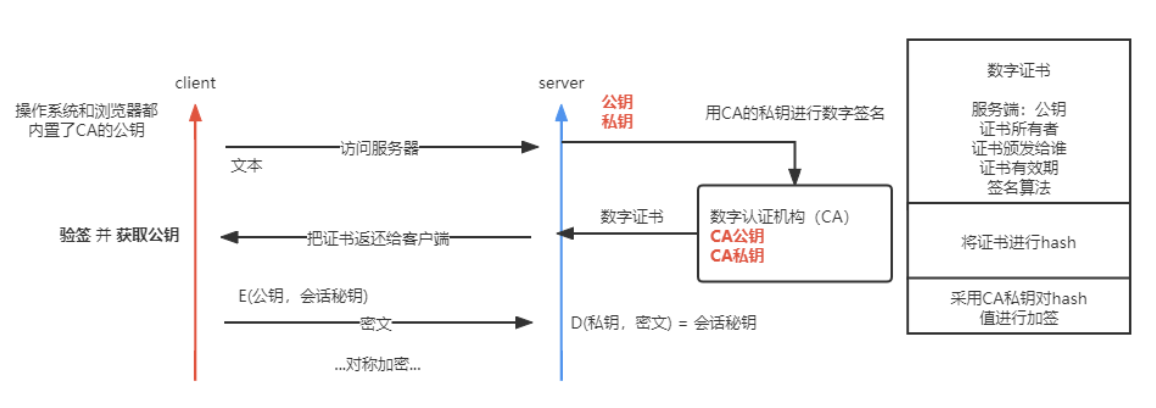 client
server
操作系统和浏览器都
内置了CA的公钥
公钥
私钥
用CA的私钥进行数字签名
访问服务器
文本
数字证书
数字认证机构（CA）
CA公钥
CA私钥
验签 并 获取公钥
把证书返还给客户端
E(公钥，会话秘钥)
密文
D(私钥，密文) = 会话秘钥
...对称加密...
数字证书
服务端：公钥
证书所有者
证书颁发给谁
证书有效期
签名算法
将证书进行hash
采用CA私钥对hash
值进行加签